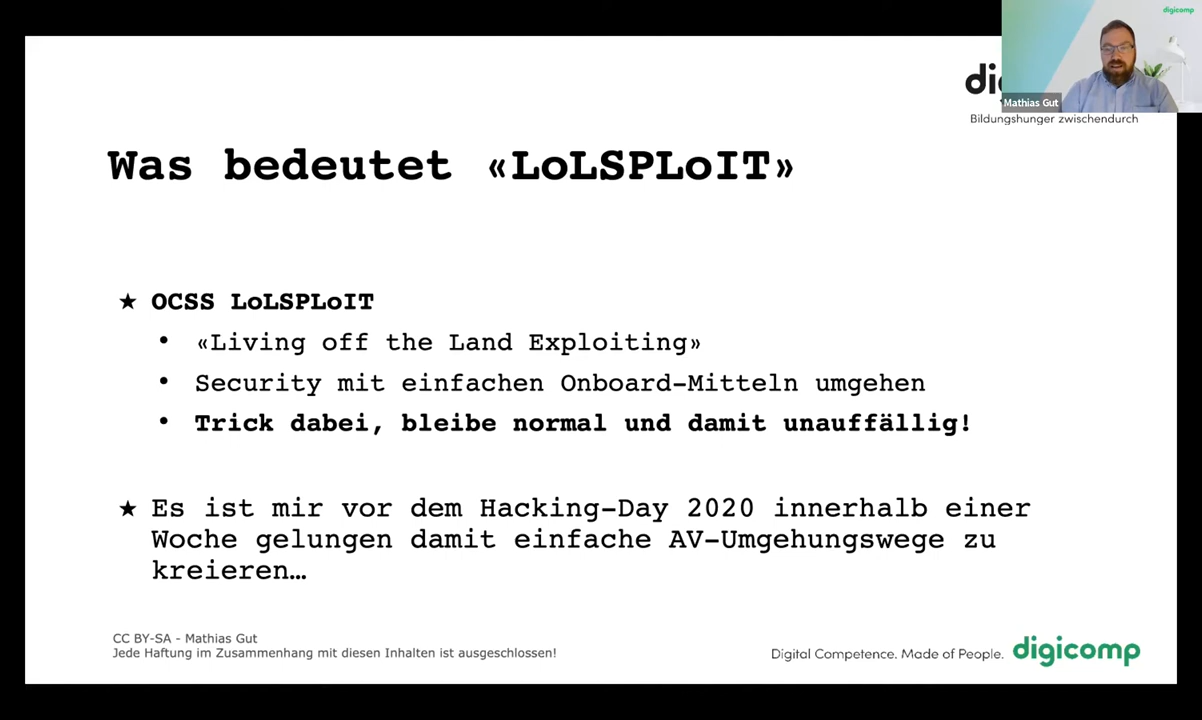 digicomp
Mathias Gut
Bildungshunger zwischendurch
Was bedeutet «LoLSPLoIT»
★ OCSS LoLSPLoIT
• «Living off the Land Exploiting»
• Security mit einfachen Onboard-Mitteln umgehen
• Trick dabei, bleibe normal und damit unauffällig!
★ Es ist mir vor dem Hacking-Day 2020 innerhalb einer
Woche gelungen damit einfache AV-Umgehungswege zu
kreieren…
CC BY-SA - Mathias Gut
Jede Haftung im Zusammenhang mit diesen Inhalten ist ausgeschlossen!
Digital Competence. Made of People. digicomp